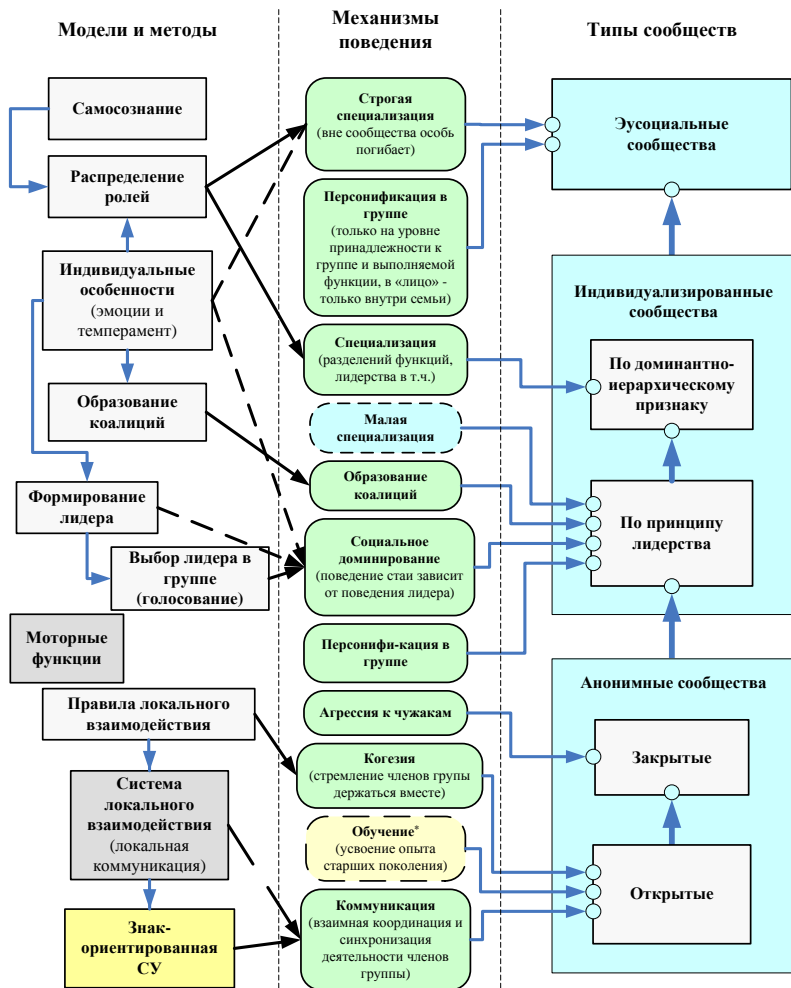 Модели и методы
Самосознание
Распределение
ролей
Индивидуальные
особенности
(эмоции и
темперамент)
Образование
коалиций
Формирование
лидера
Выбор лидера в
группе
(голосование)
Моторные
функции
Правила локального
взаимодействия
Система
локального
взаимодействия
(локальная
коммуникация)
Знак-
ориентированная
СУ
Механизмы
поведения
Строгая
специализация
(вне сообщества особь
погибает)
Персонификация в
группе
(только на уровне
принадлежности к
группе и выполняемой
функции, в «лицо» -
только внутри семьи)
Специализация
(разделений функций,
лидерства в т.ч.)
Малая
специализация
Образование
коалиций
Социальное
доминирование
(поведение стаи зависит
от поведения лидера)
Персонифи-кация в
группе
Агрессия к чужакам
Когезия
(стремление членов групы
держаться вместе)
Обучение*
(усвоение опыта
старших поколения)
Коммуникация
(взаимная координация и
синхронизация
деятельности членов
группы)
Типы сообществ
Эусоциальные
сообщества
Индивидуализированные
сообщества
По доминантно-
иерархическому
признаку
По принципу
лидерства
Анонимные сообщества
Закрытые
Открытые